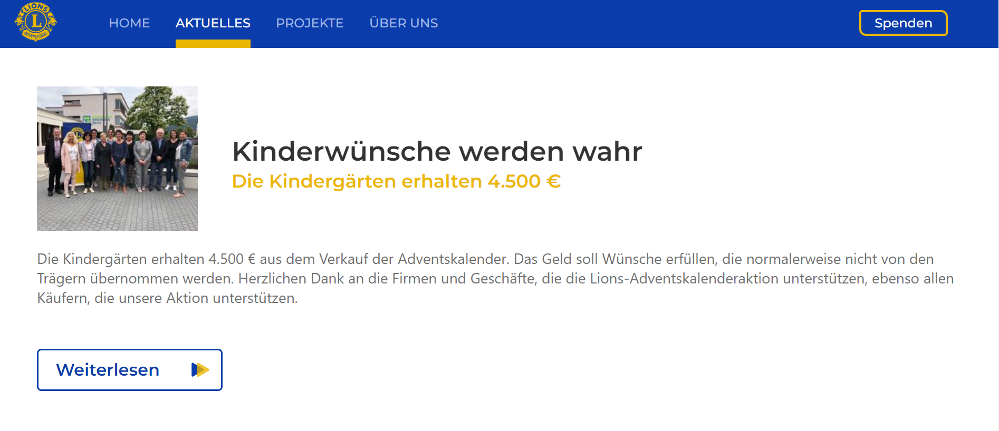 LIONS
L
INTERNATIONAL
HOME
AKTUELLES
PROJEKTE
ÜBER UNS
Spenden
LIONS
L
Kinderwünsche werden wahr
Die Kindergärten erhalten 4.500 €
Die Kindergärten erhalten 4.500 € aus dem Verkauf der Adventskalender. Das Geld soll Wünsche erfüllen, die normalerweise nicht von den
Trägern übernommen werden. Herzlichen Dank an die Firmen und Geschäfte, die die Lions-Adventskalenderaktion unterstützen, ebenso allen
Käufern, die unsere Aktion unterstützen.
Weiterlesen